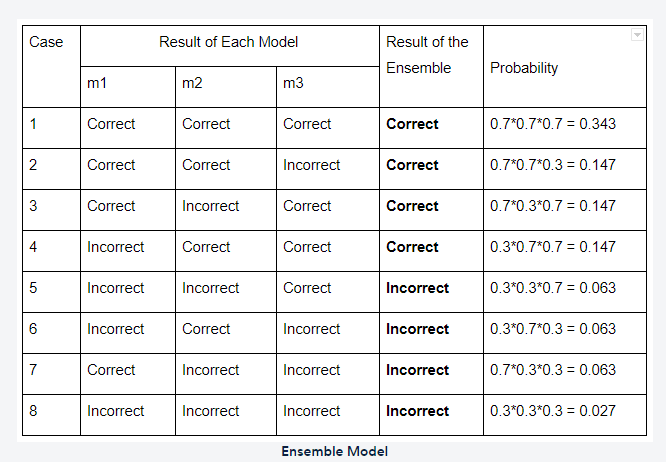 Case Result of Each Model Result of the
Ensemble Probability
m1 m2 m3
1 Correct Correct Correct Correct 0.7*0.7*0.7 = 0.343
2 Correct Correct Incorrect Correct 0.7*0.7*0.3 = 0.147
3 Correct Incorrect Correct Correct 0.7*0.3*0.7 = 0.147
4 Incorrect Correct Correct Correct 0.3*0.7*0.7 = 0.147
5 Incorrect Incorrect Correct Incorrect 0.3*0.3*0.7 = 0.063
6 Incorrect Correct Incorrect Incorrect 0.3*0.7*0.3 = 0.063
7 Correct Incorrect Incorrect Incorrect 0.7*0.3*0.3 = 0.063
8 Incorrect Incorrect Incorrect Incorrect 0.3*0.3*0.3 = 0.027
Ensemble Model